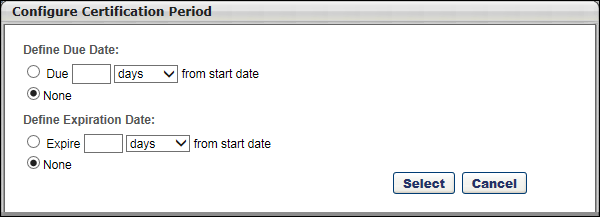 Configure Certification Period
Define Due Date:
Due days from start date
None
Define Expiration Date:
Expire days from start date
None
Select Cancel